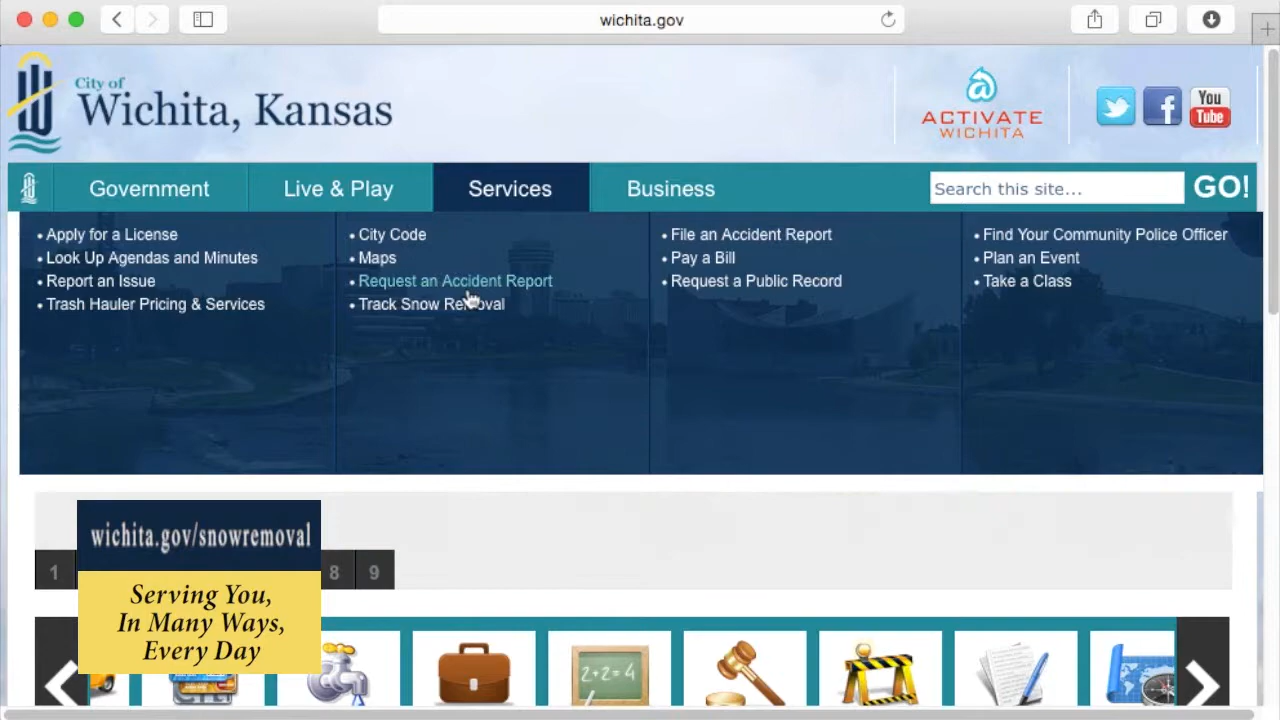 wichita.gov
City of
Wichita, Kansas
ACTIVATE
WICHITA
You
Tube
Government
Live & Play
Services
Business
Search this site...
GO!
• Apply for a License
• Look Up Agendas and Minutes
• Report an Issue
• Trash Hauler Pricing & Services
• City Code
• Maps
• Request an Accident Report
• Track Snow Removal
• File an Accident Report
• Pay a Bill
• Request a Public Record
• Find Your Community Police Officer
• Plan an Event
• Take a Class
1
8
9
wichita.gov/snowremoval
Serving You,
In Many Ways,
Every Day
2+2=4